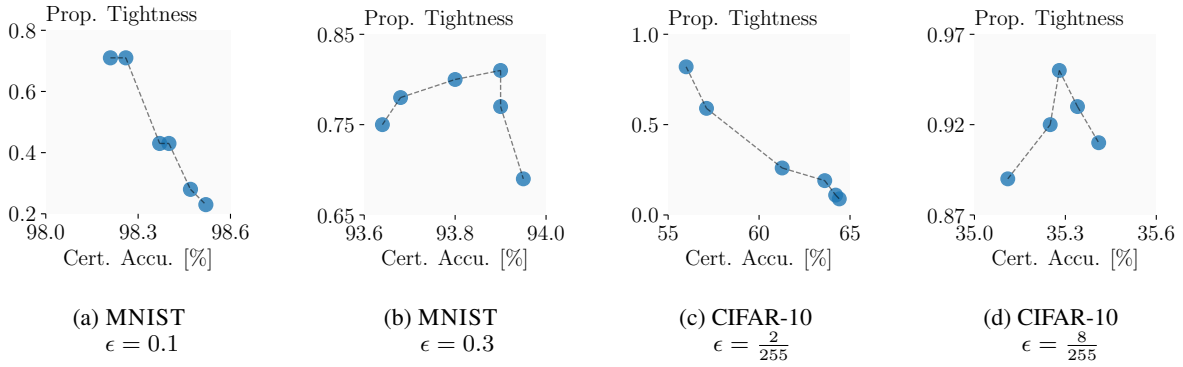 Prop. Tightness
0.8
0.6
0.4
0.2
98.0 98.3 98.6
Cert. Accu. [%]
(a) MNIST
ϵ = 0.1
Prop. Tightness
0.85
0.75
0.65
93.6 93.8 94.0
Cert. Accu. [%]
(b) MNIST
ϵ = 0.3
Prop. Tightness
1.0
0.5
0.0
55 60 65
Cert. Accu. [%]
(c) CIFAR-10
ϵ = 2/255
Prop. Tightness
0.97
0.92
0.87
35.0 35.3 35.6
Cert. Accu. [%]
(d) CIFAR-10
ϵ = 8/255